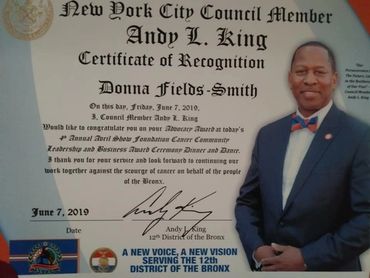 New York City Council Member
Andy L. King
Certificate of Recognition
Donna Fields-Smith
On this day, Friday, June 7, 2019;
I, Council Member Andy L. King
Would like to congratulate you on your Advocacy Award at today's
4th Annual Avril Show Foundation Cancer Community
Leadership and Business Award Ceremony Dinner and Dance.
I thank you for your service and look forward to continuing our
work together against the scourge of cancer on behalf of the people
of the Bronx.
Council Member
Andy L. King
June 7, 2019
Date
Andy L. King
12th District of the Bronx
A NEW VOICE, A NEW VISION
SERVING THE 12th
DISTRICT OF THE BRONX